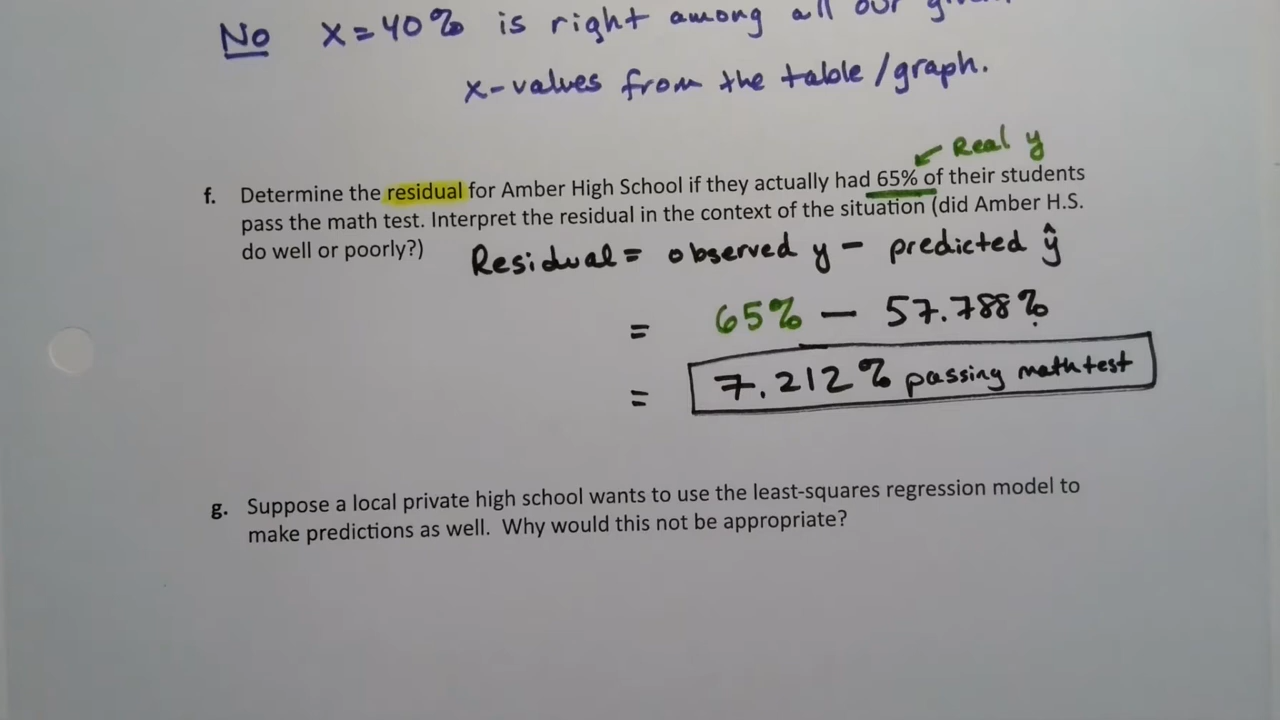 No x=40% is right among all our given
x-values from the table/graph.
Real y
f. Determine the residual for Amber High School if they actually had 65% of their students
pass the math test. Interpret the residual in the context of the situation (did Amber H.S.
do well or poorly?) Residual = observed y - predicted ŷ
= 65% - 57.788%
= 7.212% passing math test
g. Suppose a local private high school wants to use the least-squares regression model to
make predictions as well. Why would this not be appropriate?